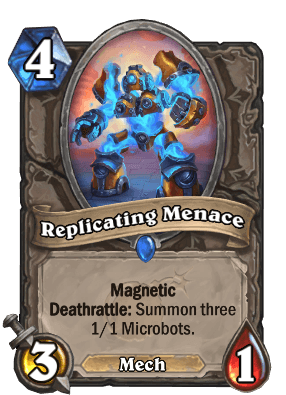 4
Replicating Menace
Magnetic
Deathrattle: Summon three
1/1 Microbots.
3 Mech 1